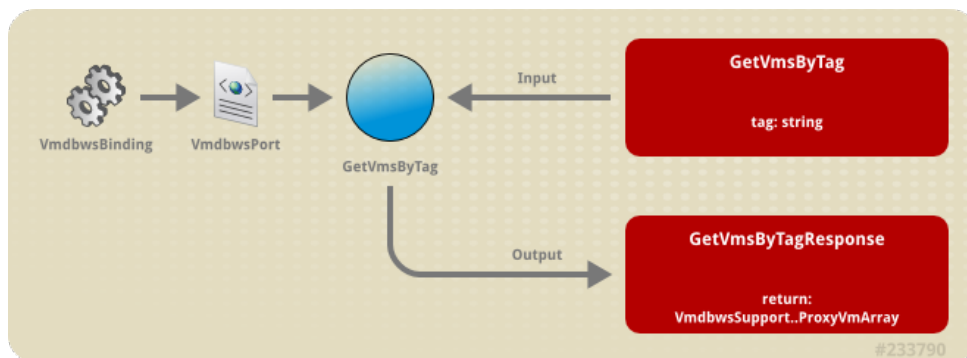 GetVmsByTag
Input
tag: string
VmdbwsBinding
VmdbwsPort
GetVmsByTag
GetVmsByTagResponse
Output
return:
VmdbwsSupport..ProxyVmArray
#233790